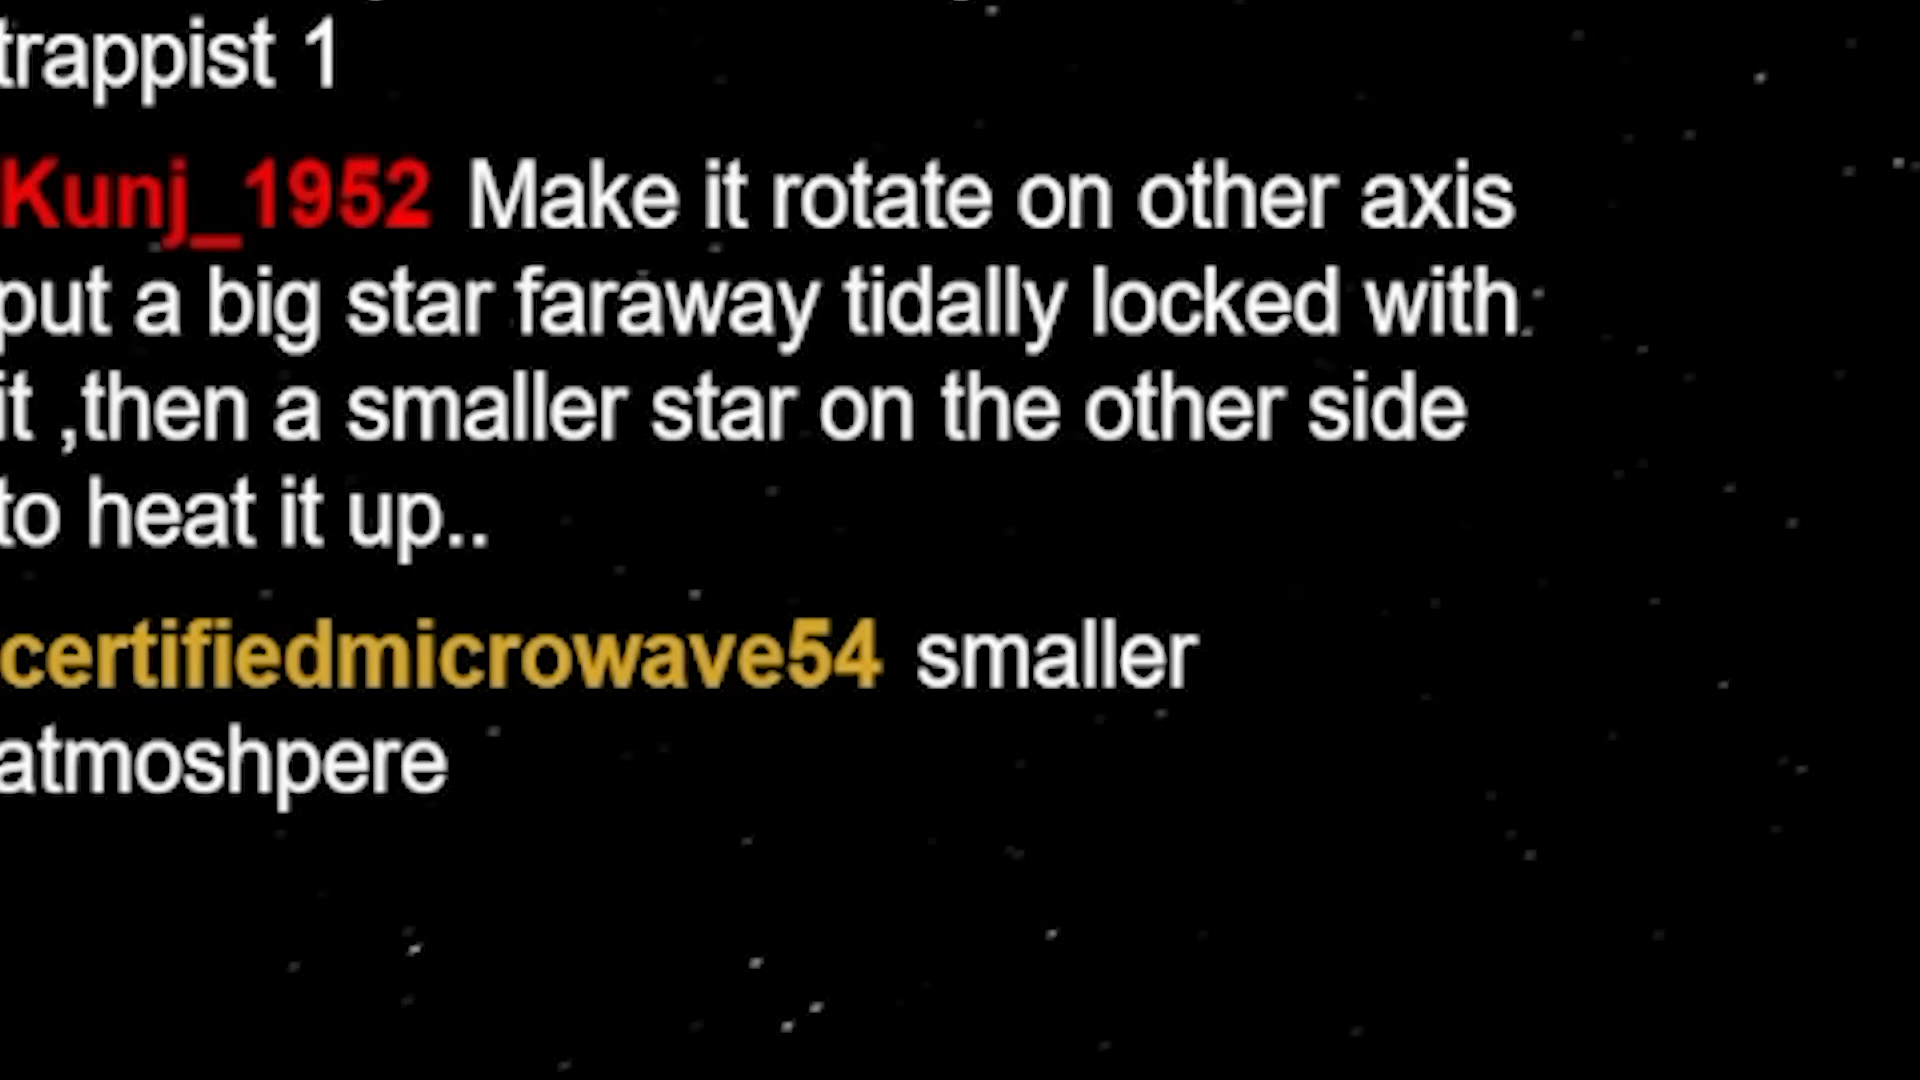 trappist 1
Kunj_1952 Make it rotate on other axis
put a big star faraway tidally locked with
it ,then a smaller star on the other side
to heat it up..
certifiedmicrowave54 smaller
atmoshpere